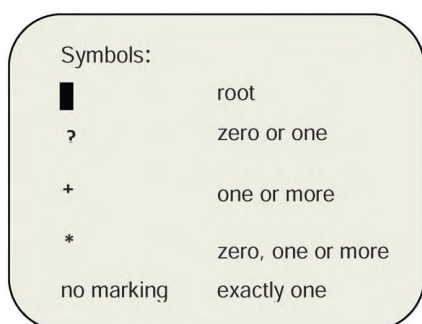 Symbols:
root
? zero or one
+ one or more
* zero, one or more
no marking exactly one